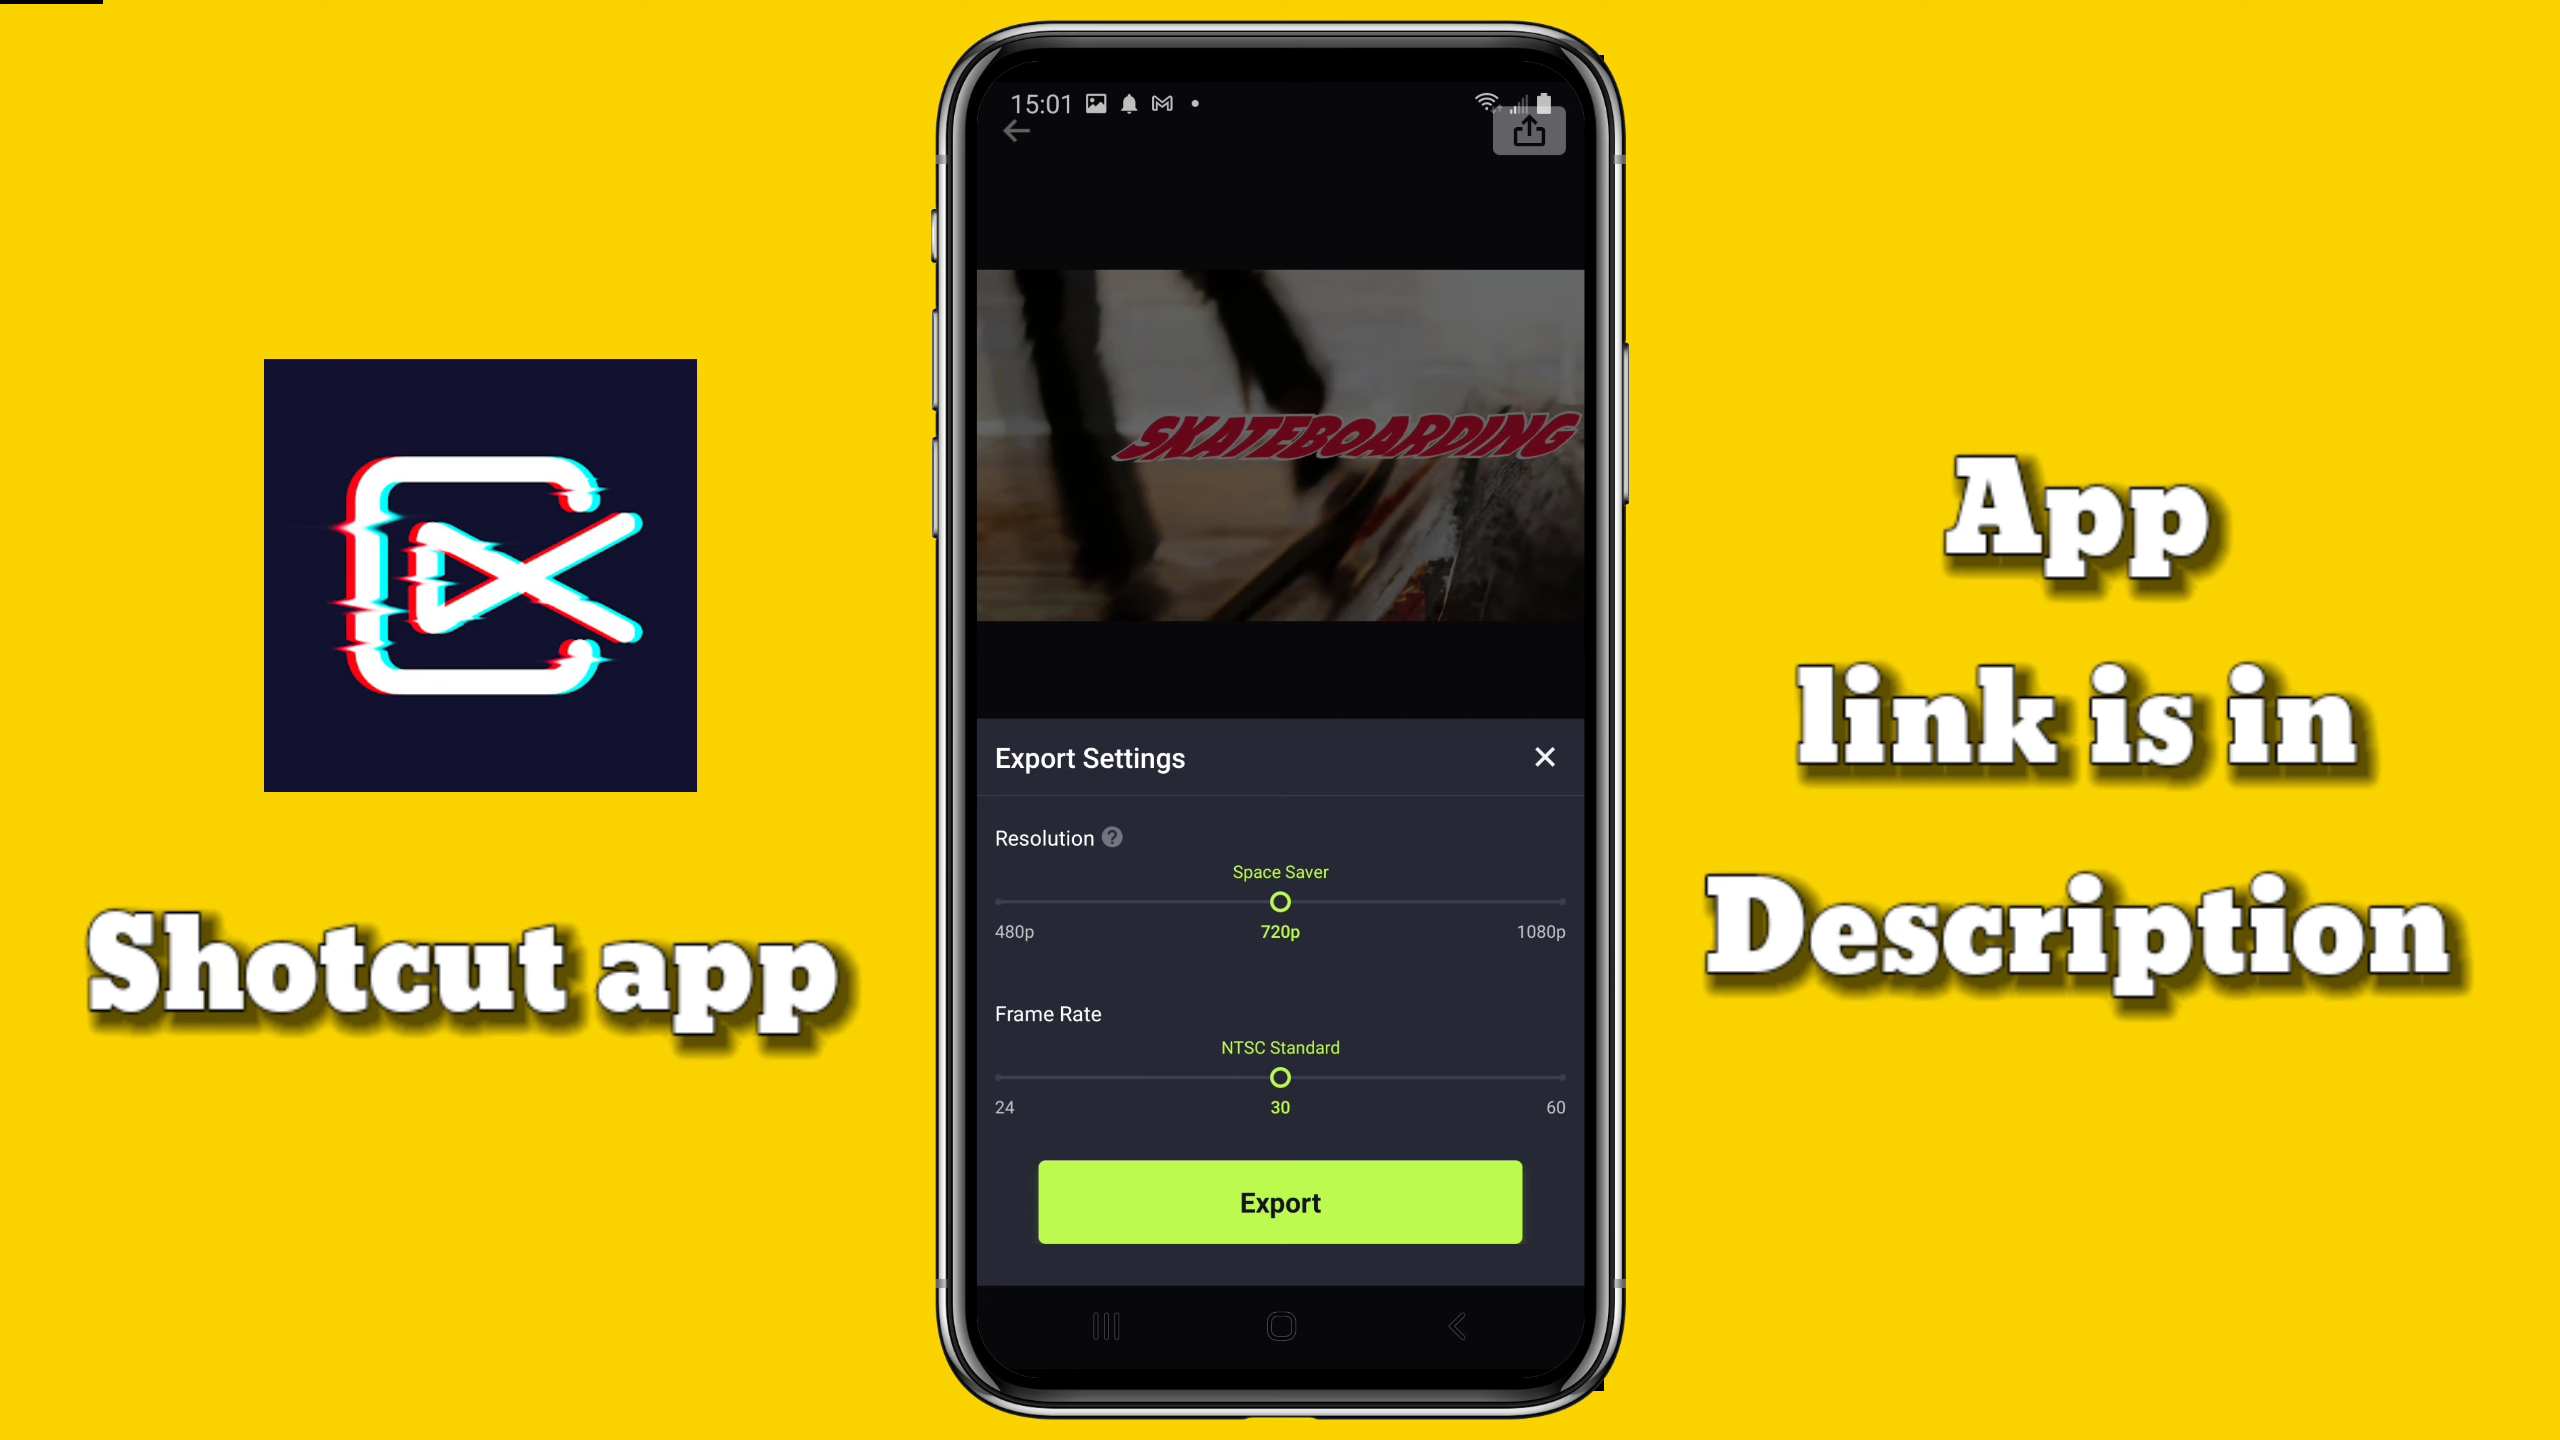 15:01
SKATEBOARDING
Export Settings
Resolution
Space Saver
480p 720p 1080p
Frame Rate
NTSC Standard
24 30 60
Export
Shotcut app
App
link is in
Description